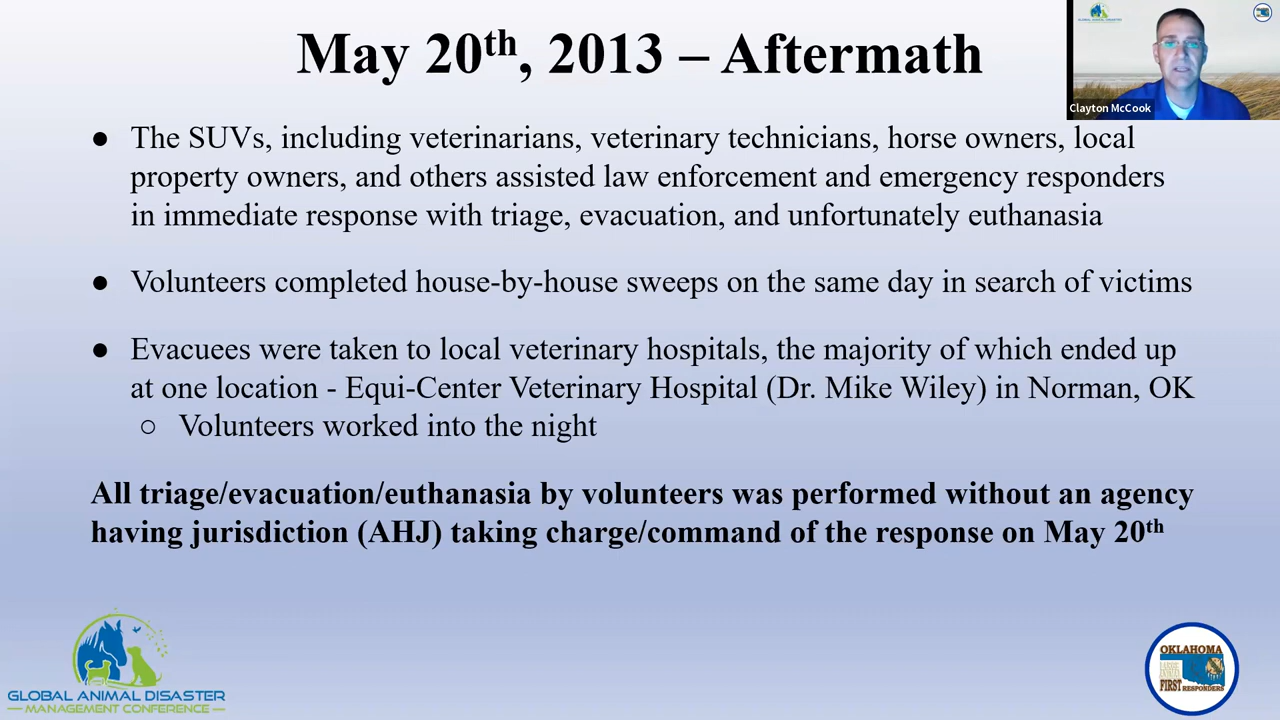 May 20th, 2013 – Aftermath
Clayton McCook
● The SUVs, including veterinarians, veterinary technicians, horse owners, local
property owners, and others assisted law enforcement and emergency responders
in immediate response with triage, evacuation, and unfortunately euthanasia
● Volunteers completed house-by-house sweeps on the same day in search of victims
● Evacuees were taken to local veterinary hospitals, the majority of which ended up
at one location - Equi-Center Veterinary Hospital (Dr. Mike Wiley) in Norman, OK
○ Volunteers worked into the night
All triage/evacuation/euthanasia by volunteers was performed without an agency
having jurisdiction (AHJ) taking charge/command of the response on May 20th
GLOBAL ANIMAL DISASTER
MANAGEMENT CONFERENCE
OKLAHOMA
FIRST RESPONDERS